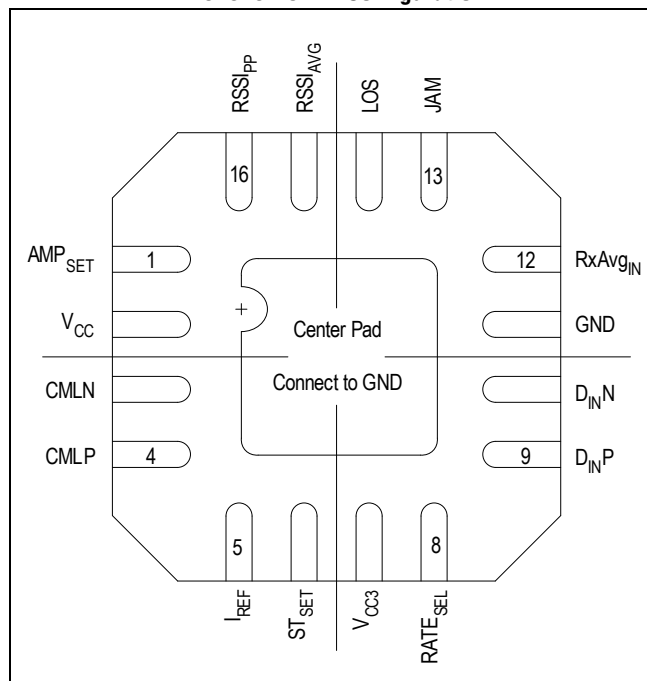 RSSIPP
RSSIAVG
LOS
JAM
16
13
AMPSET
1
12
RxAvgIN
VCC
GND
Center Pad
CMLN
Connect to GND
DINN
CMLP
4
9
DINP
5
8
IREF
STSET
VCC3
RATESEL